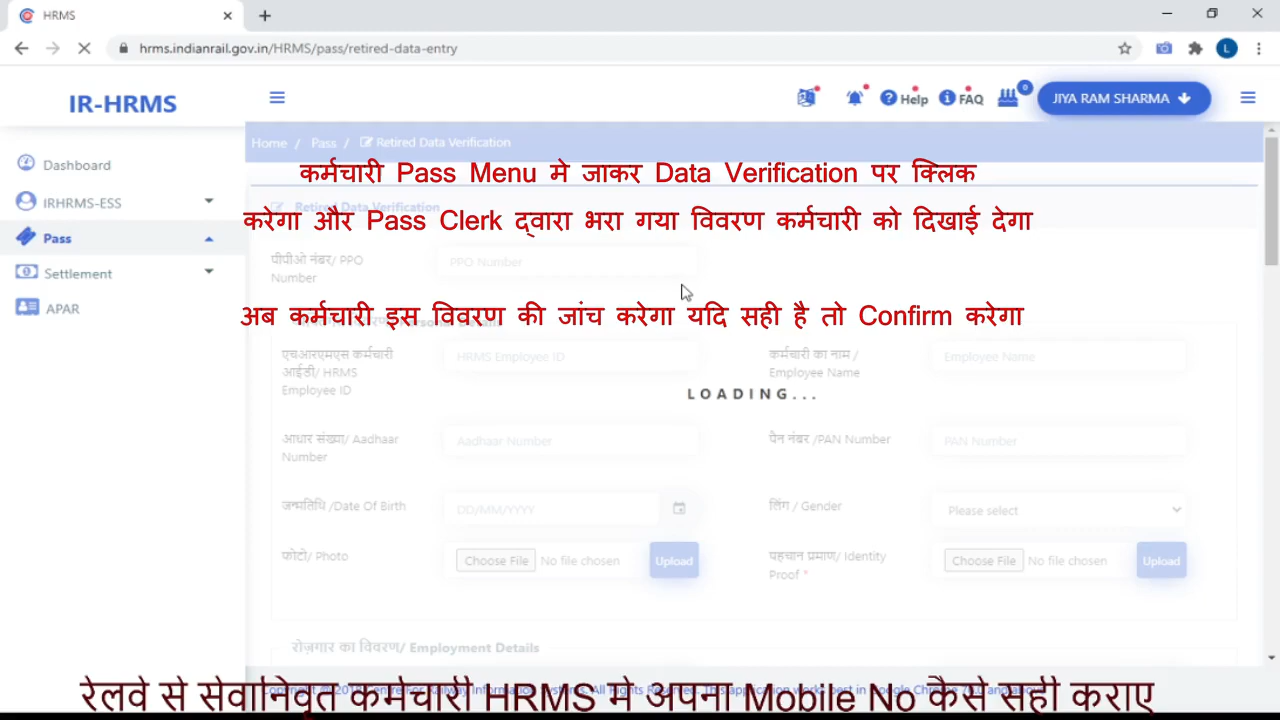 HRMS
hrms.indianrail.gov.in/HRMS/pass/retired-data-entry
IR-HRMS
Help
FAQ
0
JIYA RAM SHARMA
Dashboard
RHRMS-ESS
Pass
Settlement
APAR
Home / Pass / Retired Data Verification
कर्मचारी Pass Menu मे जाकर Data Verification पर क्लिक
Retired Data Verification
करेगा और Pass Clerk द्वारा भरा गया विवरण कर्मचारी को दिखाई देगा
पीपीओ नंबर/ PPO
Number
PPO Number
अब कर्मचारी इस विवरण की जांच करेगा यदि सही है तो Confirm करेगा
एचआरएमएस कर्मचारी
आईडी/ HRMS
Employee ID
HRMS Employee ID
कर्मचारी का नाम /
Employee Name
Employee Name
LOADING...
आधार संख्या/ Aadhaar
Number
Aadhaar Number
पैन नंबर /PAN Number
PAN Number
जन्मतिथि /Date Of Birth
DD/MM/YYYY
लिंग / Gender
Please select
फोटो/ Photo
Choose File No file chosen
Upload
पहचान प्रमाण/ Identity
Proof *
Choose File No file chosen
Upload
रोज़गार का विवरण/ Employment Details
रेलवे से सेवानिवृत कर्मचारी HRMS मे अपना Mobile No कैसे सही कराए